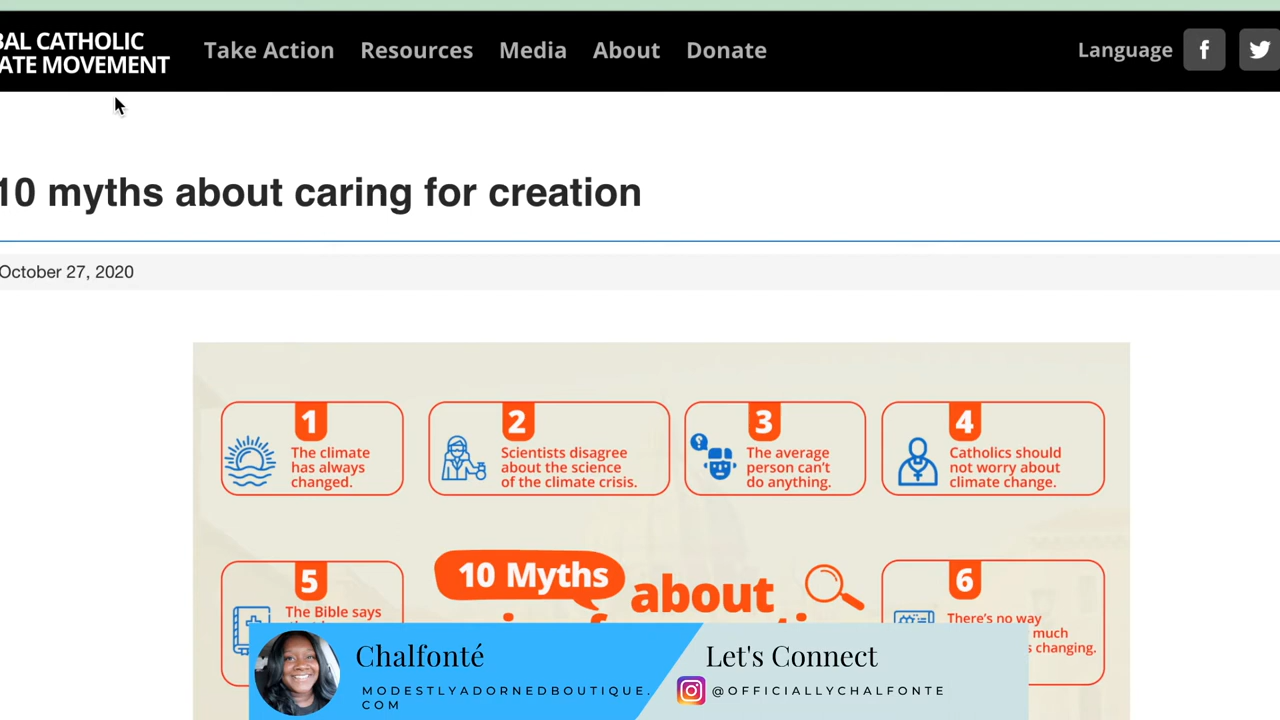 BAL CATHOLIC
ATE MOVEMENT
Take Action Resources Media About Donate
Language
10 myths about caring for creation
October 27, 2020
1
The climate
has always
changed.
2
Scientists disagree
about the science
of the climate crisis.
3
The average
person can't
do anything.
4
Catholics should
not worry about
climate change.
5
The Bible says
10 Myths
about
6
There's no way
much
s changing.
Chalfonté
MODESTLYADORNEDBOUTIQUE.
COM
Let's Connect
@OFFICIALLYCHALFONTE